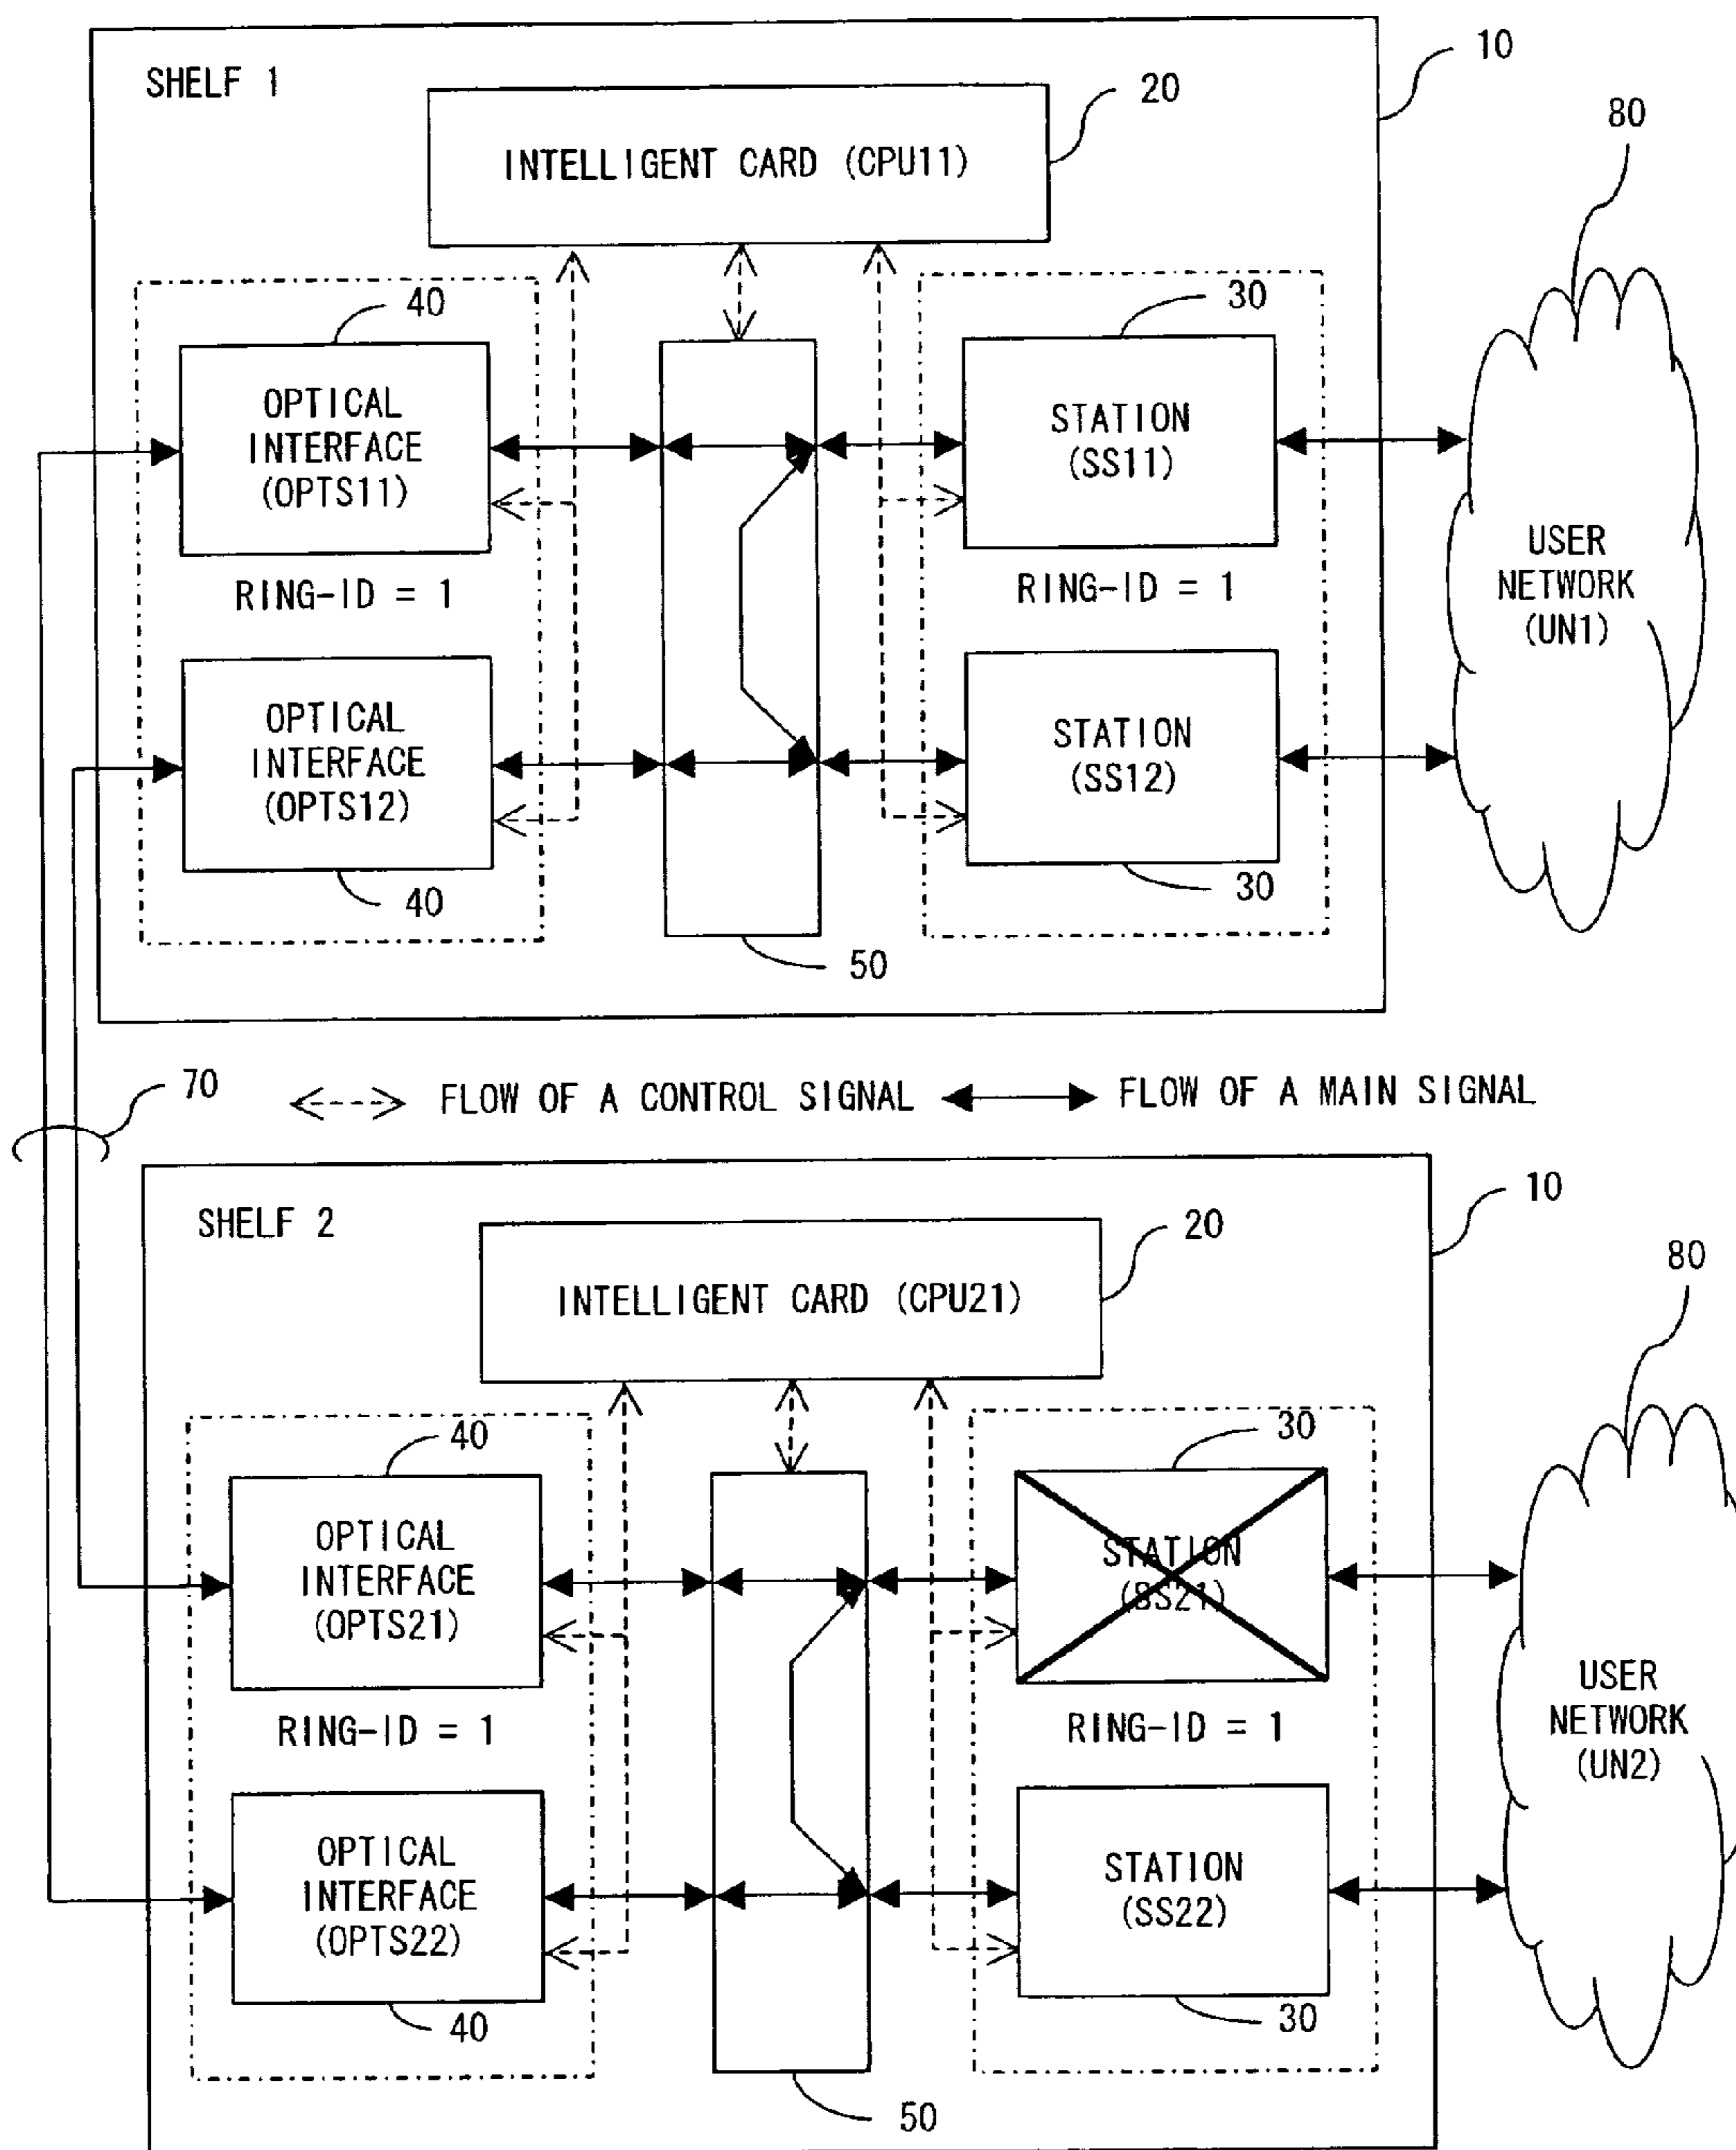 SHELF 1
10
20
80
INTELLIGENT CARD (CPU11)
40
30
OPTICAL
INTERFACE
(OPTS11)
STATION
(SS11)
USER
NETWORK
(UN1)
RING-ID = 1
RING-ID = 1
OPTICAL
INTERFACE
(OPTS12)
STATION
(SS12)
40
30
50
70
FLOW OF A CONTROL SIGNAL
FLOW OF A MAIN SIGNAL
SHELF 2
10
20
80
INTELLIGENT CARD (CPU21)
40
30
OPTICAL
INTERFACE
(OPTS21)
STATION
(SS21)
USER
NETWORK
(UN2)
RING-ID = 1
RING-ID = 1
OPTICAL
INTERFACE
(OPTS22)
STATION
(SS22)
40
30
50